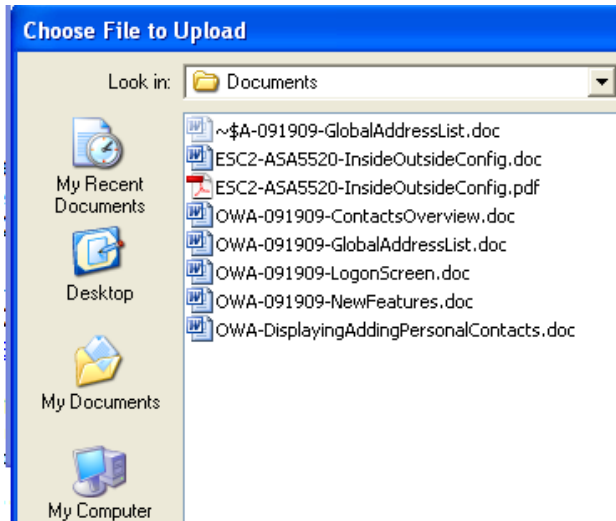 Choose File to Upload
Look in:
Documents
~$A-091909-GlobalAddressList.doc
ESC2-ASA5520-InsideOutsideConfig.doc
ESC2-ASA5520-InsideOutsideConfig.pdf
OWA-091909-ContactsOverview.doc
OWA-091909-GlobalAddressList.doc
OWA-091909-LogonScreen.doc
OWA-091909-NewFeatures.doc
OWA-DisplayingAddingPersonalContacts.doc
My Recent
Documents
Desktop
My Documents
My Computer